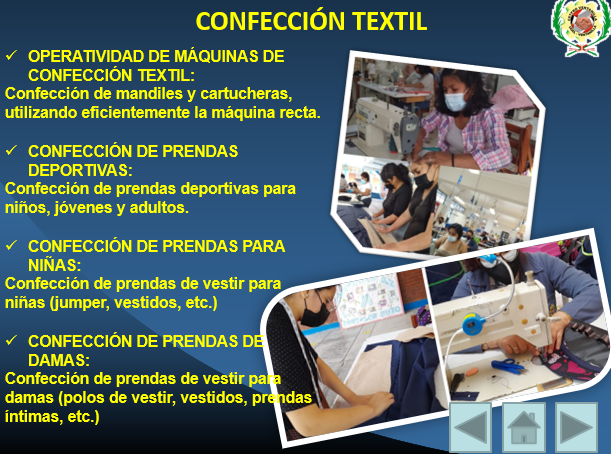 CONFECCIÓN TEXTIL
✓ OPERATIVIDAD DE MÁQUINAS DE
CONFECCIÓN TEXTIL:
Confección de mandiles y cartucheras,
utilizando eficientemente la máquina recta.
✓ CONFECCIÓN DE PRENDAS
DEPORTIVAS:
Confección de prendas deportivas para
niños, jóvenes y adultos.
✓ CONFECCIÓN DE PRENDAS PARA
NIÑAS:
Confección de prendas de vestir para
niñas (jumper, vestidos, etc.)
✓ CONFECCIÓN DE PRENDAS DE
DAMAS:
Confección de prendas de vestir para
damas (polos de vestir, vestidos, prendas
íntimas, etc.)